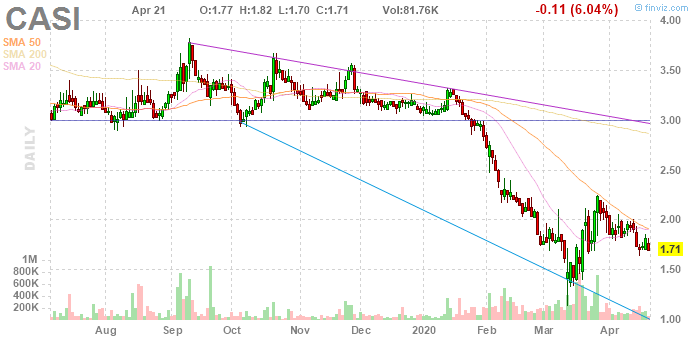 CASI
Apr 21 O:1.77 H:1.82 L:1.70 C:1.71 Vol:81.76K -0.11 (6.04%)
© finviz.com
SMA 50
SMA 200
SMA 20
DAILY
4.00
3.50
3.00
2.50
2.00
1.71
1.50
1.00
1M
800K
600K
400K
200K
Aug Sep Oct Nov Dec 2020 Feb Mar Apr